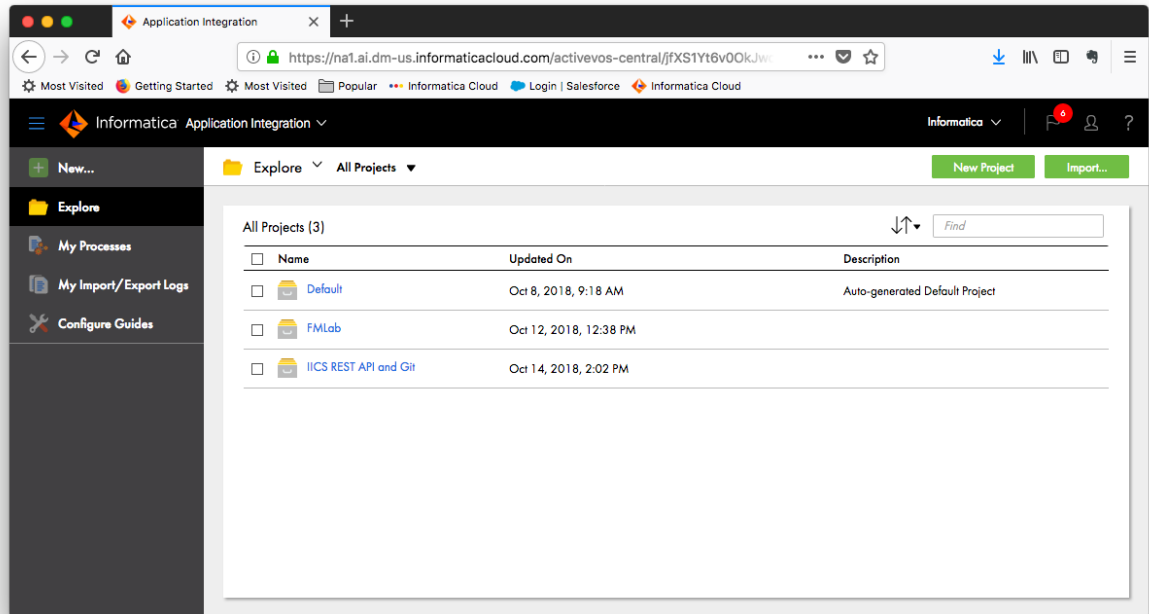 Application Integration
https://na1.ai.dm-us.informaticacloud.com/activevos-central/jfXS1Yt6v0OkJwc
Most Visited Getting Started Most Visited Popular Informatica Cloud Login | Salesforce Informatica Cloud
Informatica Application Integration Informatica 6 ?
New... Explore All Projects New Project Import...
Explore
All Projects (3) Find
My Processes
Name Updated On Description
My Import/Export Logs
Default Oct 8, 2018, 9:18 AM Auto-generated Default Project
Configure Guides
FMLab Oct 12, 2018, 12:38 PM
IICS REST API and Git Oct 14, 2018, 2:02 PM